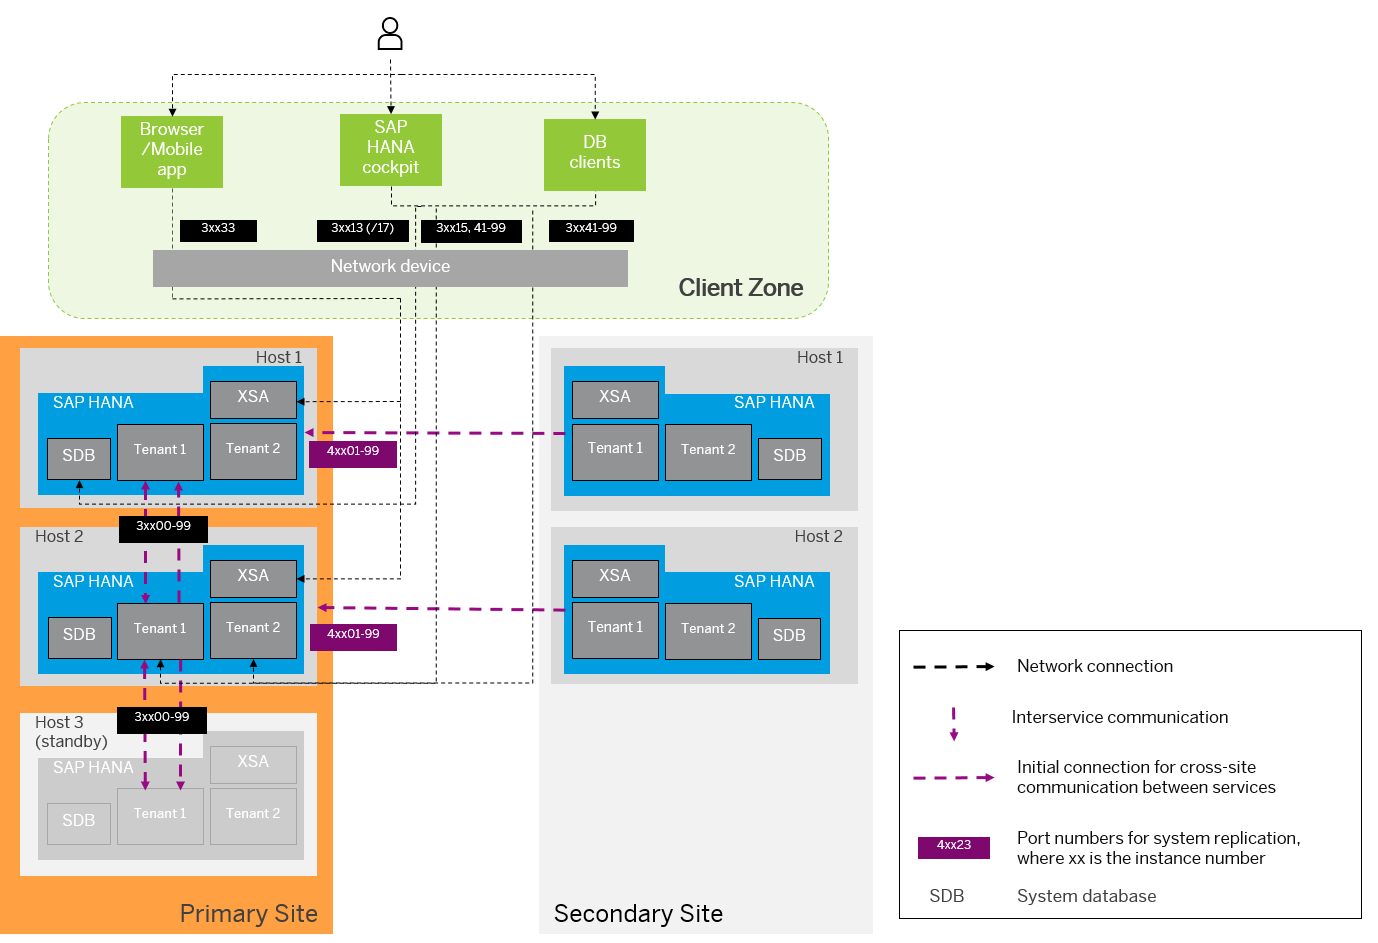 Browser
/Mobile
app
SAP
HANA
cockpit
DB
clients
3xx33
3xx13 (/17)
3xx15, 41-99
3xx41-99
Network device
Client Zone
Host 1
SAP HANA
XSA
SDB
Tenant 1
Tenant 2
4xx01-99
3xx00-99
Host 2
SAP HANA
XSA
SDB
Tenant 1
Tenant 2
4xx01-99
3xx00-99
Host 3
(standby)
SAP HANA
XSA
SDB
Tenant 1
Tenant 2
Primary Site
Host 1
XSA
SAP HANA
Tenant 1
Tenant 2
SDB
Host 2
XSA
SAP HANA
Tenant 1
Tenant 2
SDB
Secondary Site
Network connection
Interservice communication
Initial connection for cross-site
communication between services
4xx23
Port numbers for system replication,
where xx is the instance number
SDB
System database